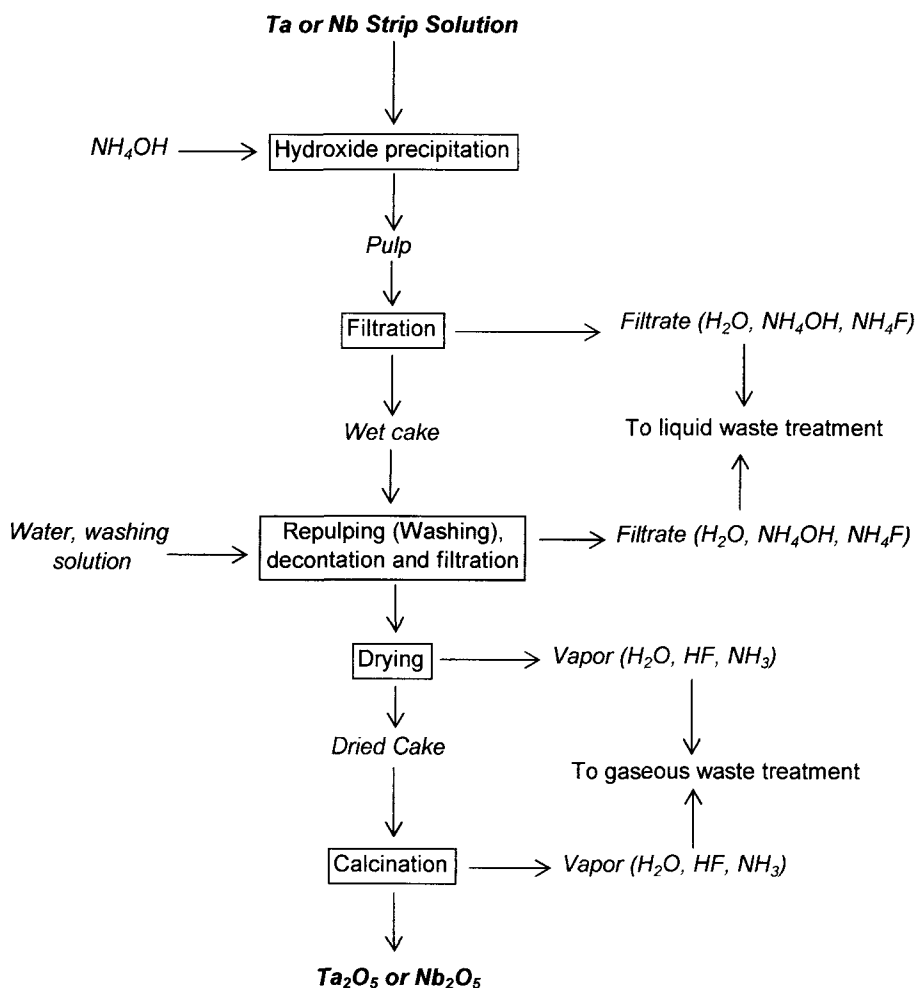 Ta or Nb Strip Solution
NH₄OH
Hydroxide precipitation
Pulp
Filtration
Filtrate (H₂O, NH₄OH, NH₄F)
Wet cake
To liquid waste treatment
Water, washing
solution
Repulping (Washing),
decontation and filtration
Filtrate (H₂O, NH₄OH, NH₄F)
Drying
Vapor (H₂O, HF, NH₃)
Dried Cake
To gaseous waste treatment
Calcination
Vapor (H₂O, HF, NH₃)
Ta₂O₅ or Nb₂O₅